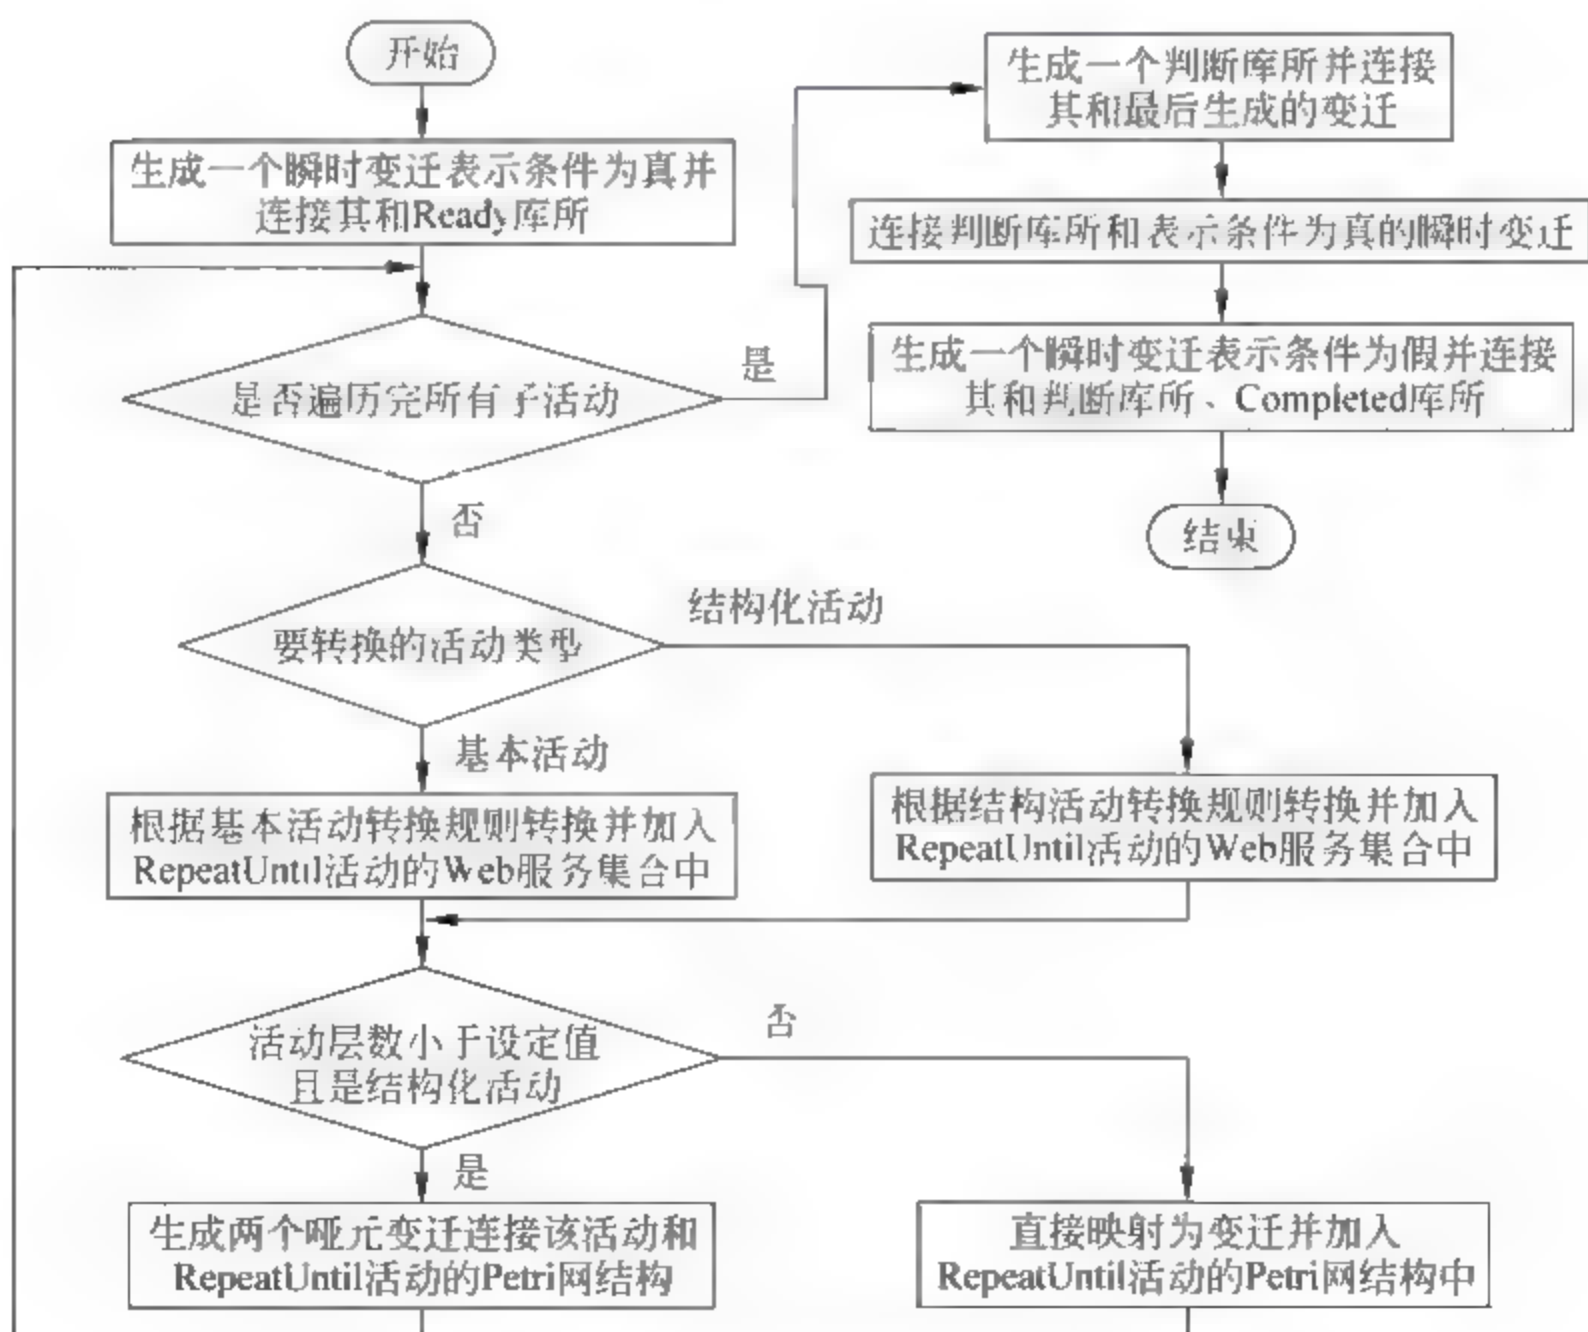 开始
生成一个瞬时变迁表示条件为真并
连接其和Ready库所
是否遍历完所有子活动
是
否
要转换的活动类型
结构化活动
基本活动
根据基本活动转换规则转换并加入
RepeatUntil活动的Web服务集合中
根据结构活动转换规则转换并加入
RepeatUntil活动的Web服务集合中
活动层数小于设定值
且是结构化活动
否
是
生成两个哑元变迁连接该活动和
RepeatUntil活动的Petri网结构
直接映射为变迁并加入
RepeatUntil活动的Petri网结构中
生成一个判断库所并连接
其和最后生成的变迁
连接判断库所和表示条件为真的瞬时变迁
生成一个瞬时变迁表示条件为假并连接
其和判断库所、Completed库所
结束